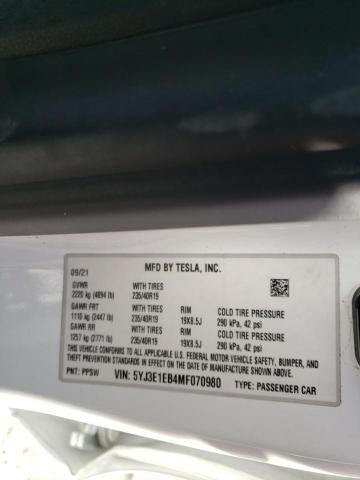 09/21 MFD BY TESLA, INC.
GVWR WITH TIRES
2220 kg (4894 lb) 235/40R19
GAWR FRT WITH TIRES RIM COLD TIRE PRESSURE
1110 kg (2447 lb) 235/40R19 19X8.5J 290 kPa, 42 psi
GAWR RR WITH TIRES RIM COLD TIRE PRESSURE
1257 kg (2771 lb) 235/40R19 19X8.5J 290 kPa, 42 psi
THIS VEHICLE CONFORMS TO ALL APPLICABLE U.S. FEDERAL MOTOR VEHICLE SAFETY, BUMPER, AND
THEFT PREVENTION STANDARDS IN EFFECT ON THE DATE OF MANUFACTURE SHOWN ABOVE.
PNT: PPSW VIN: 5YJ3E1EB4MF070980 TYPE: PASSENGER CAR